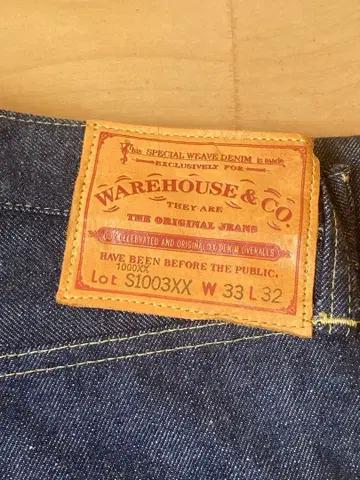 This SPECIAL WEAVE DENIM is made
EXCLUSIVELY FOR
WAREHOUSE & CO.
THEY ARE
THE ORIGINAL JEANS
CELEBRATED AND ORIGINAL XX DENIM OVERALLS
HAVE BEEN BEFORE THE PUBLIC.
1000XX
Lot S1003XX W 33 L 32